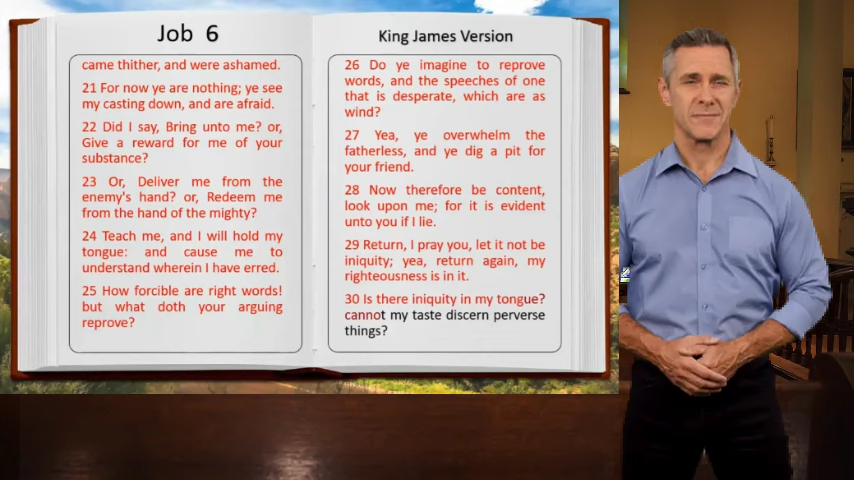 Job 6
came thither, and were ashamed.
21 For now ye are nothing; ye see
my casting down, and are afraid.
22 Did I say, Bring unto me? or,
Give a reward for me of your
substance?
23 Or, Deliver me from the
enemy's hand? or, Redeem me
from the hand of the mighty?
24 Teach me, and I will hold my
tongue: and cause me to
understand wherein I have erred.
25 How forcible are right words!
but what doth your arguing
reprove?
King James Version
26 Do ye imagine to reprove
words, and the speeches of one
that is desperate, which are as
wind?
27 Yea, ye overwhelm the
fatherless, and ye dig a pit for
your friend.
28 Now therefore be content,
look upon me; for it is evident
unto you if I lie.
29 Return, I pray you, let it not be
iniquity; yea, return again, my
righteousness is in it.
30 Is there iniquity in my tongue?
cannot my taste discern perverse
things?